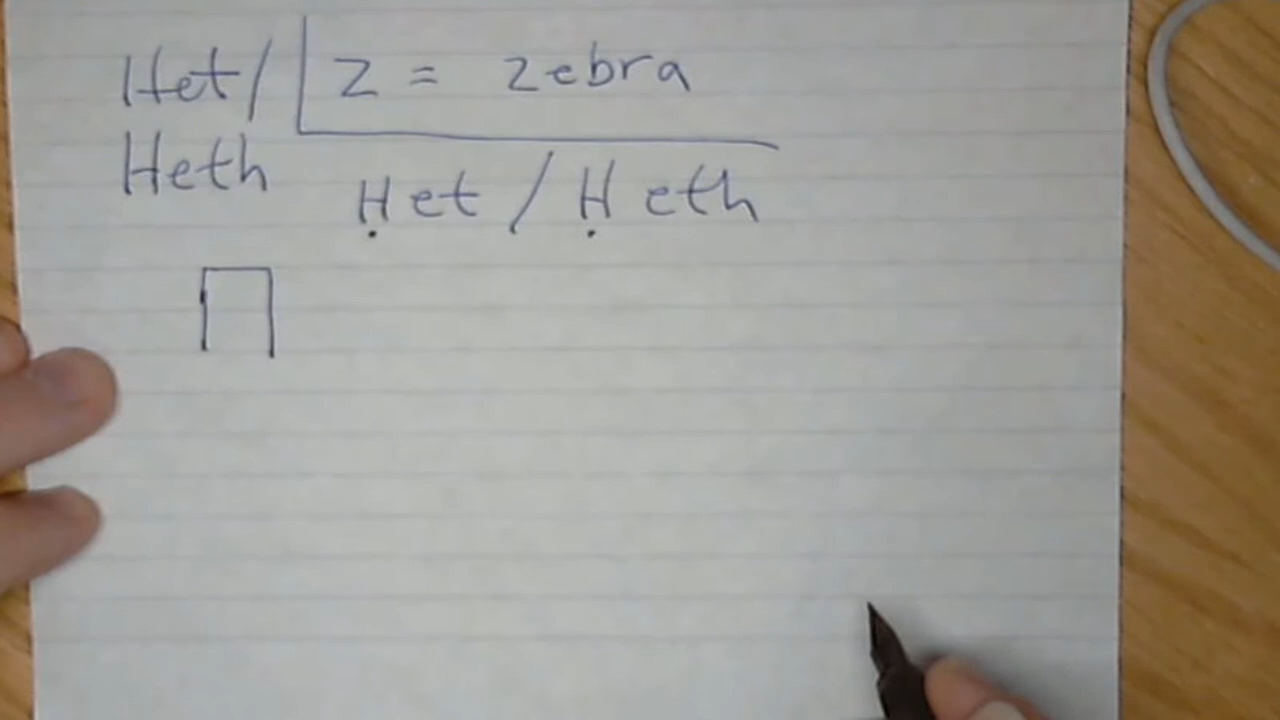 Het/ z = zebra
Heth Ḥet / Ḥeth
ח